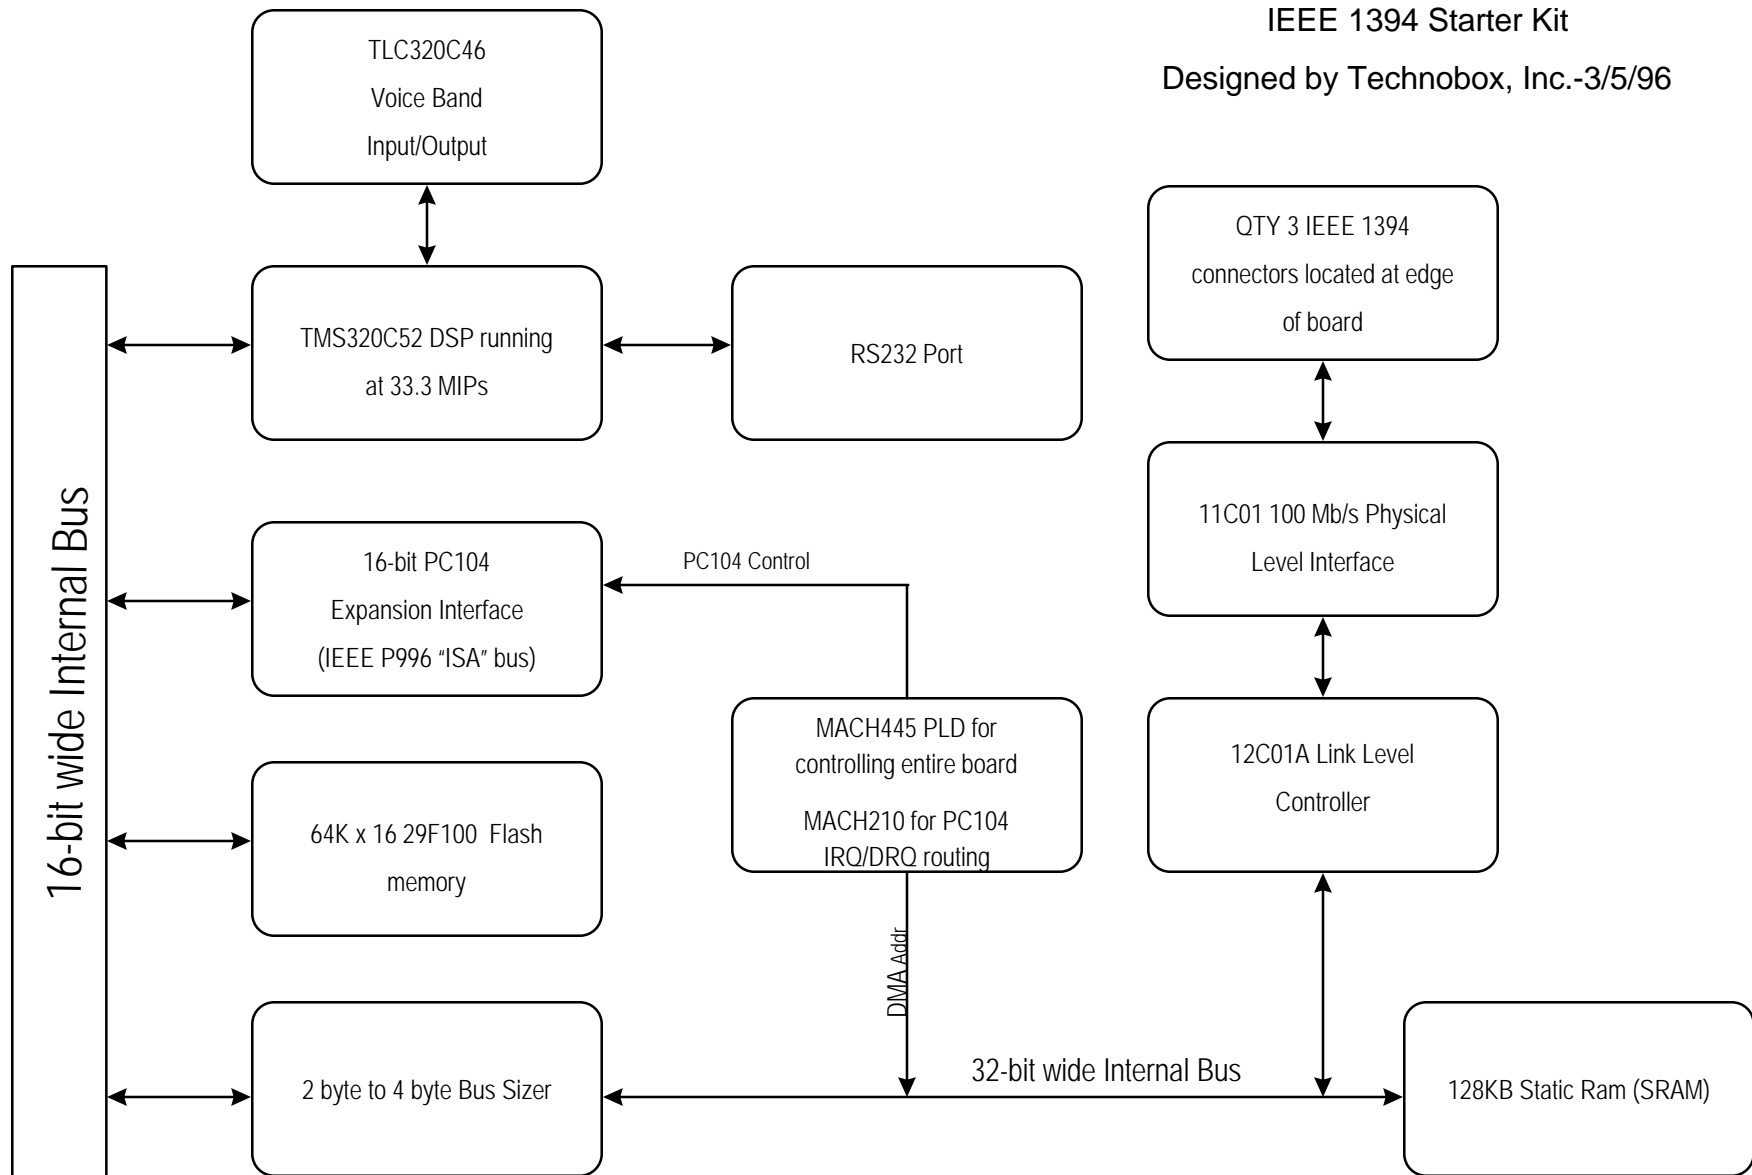 IEEE 1394 Starter Kit
Designed by Technobox, Inc.-3/5/96
TLC320C46
Voice Band
Input/Output
QTY 3 IEEE 1394
connectors located at edge
of board
TMS320C52 DSP running
at 33.3 MIPs
RS232 Port
16-bit wide Internal Bus
11C01 100 Mb/s Physical
Level Interface
16-bit PC104
Expansion Interface
(IEEE P996 “ISA” bus)
PC104 Control
MACH445 PLD for
controlling entire board
MACH210 for PC104
IRQ/DRQ routing
12C01A Link Level
Controller
64K x 16 29F100 Flash
memory
DMA Addr
2 byte to 4 byte Bus Sizer
32-bit wide Internal Bus
128KB Static Ram (SRAM)